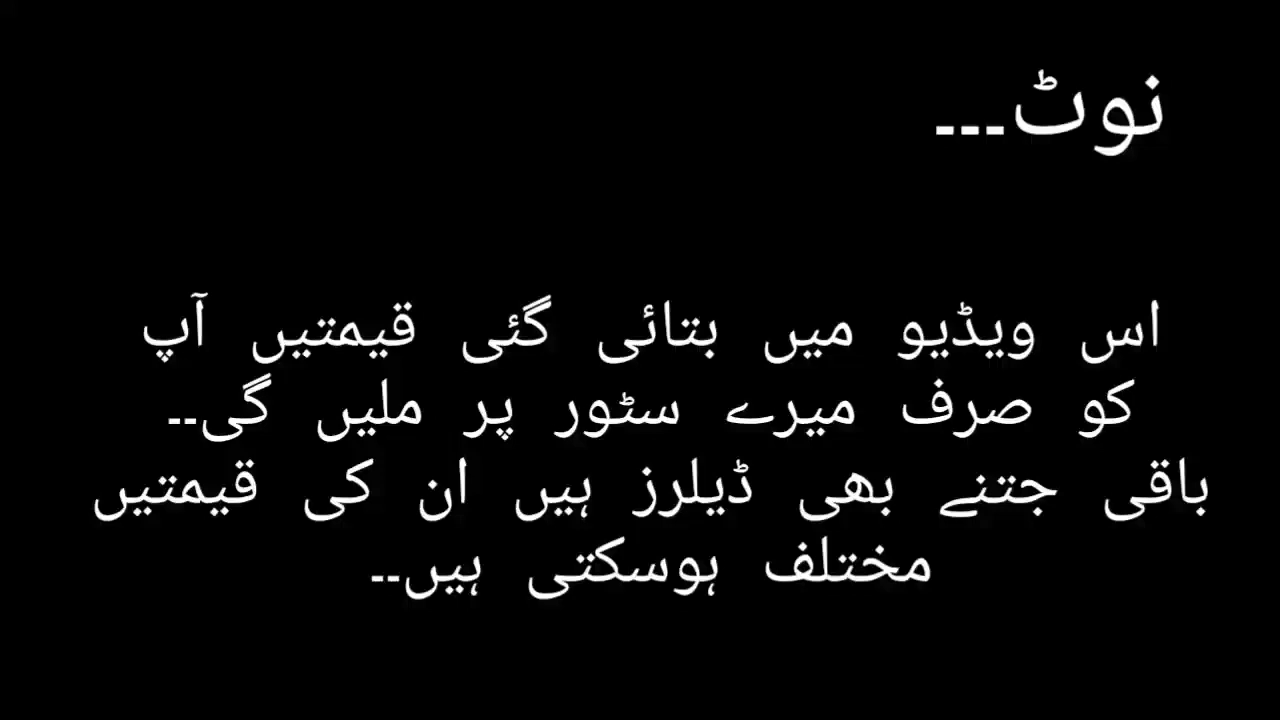 نوٹ...
اس ویڈیو میں بتائی گئی قیمتیں آپ
کو صرف میرے سٹور پر ملیں گی..
باقی جتنے بھی ڈیلرز ہیں ان کی قیمتیں
مختلف ہوسکتی ہیں..